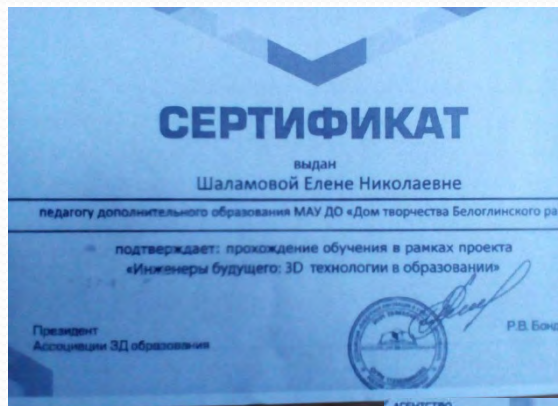 СЕРТИФИКАТ
выдан
Шаламовой Елене Николаевне
педагогу дополнительного образования МАУ ДО «Дом творчества Белоглинского
подтверждает: прохождение обучения в рамках проекта
«Инженеры будущего: 3D технологии в образовании»
Президент
Ассоциации 3Д образования
Р.В.
АГЕНТСТВО